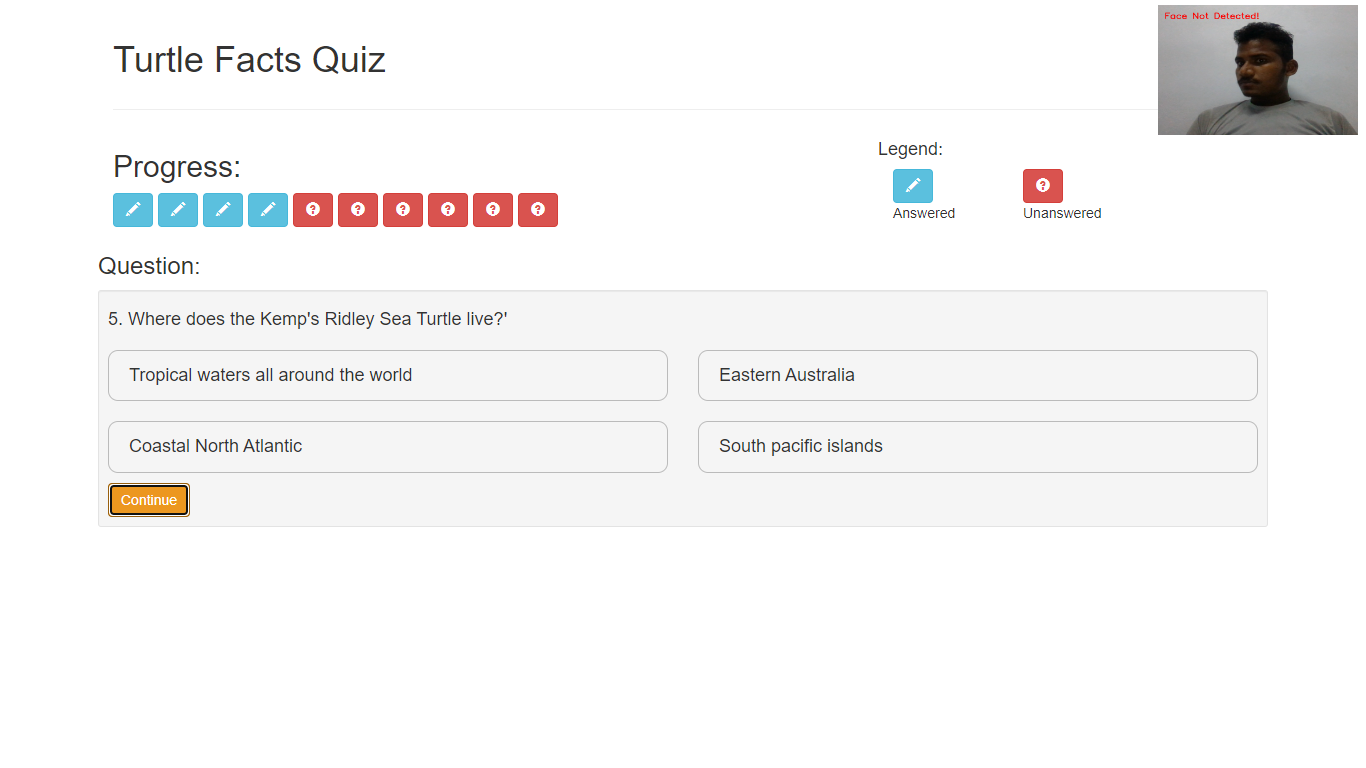 Face Not Detected!
Turtle Facts Quiz
Legend:
Progress:
Answered
Unanswered
Question:
5. Where does the Kemp's Ridley Sea Turtle live?'
Tropical waters all around the world
Eastern Australia
Coastal North Atlantic
South pacific islands
Continue